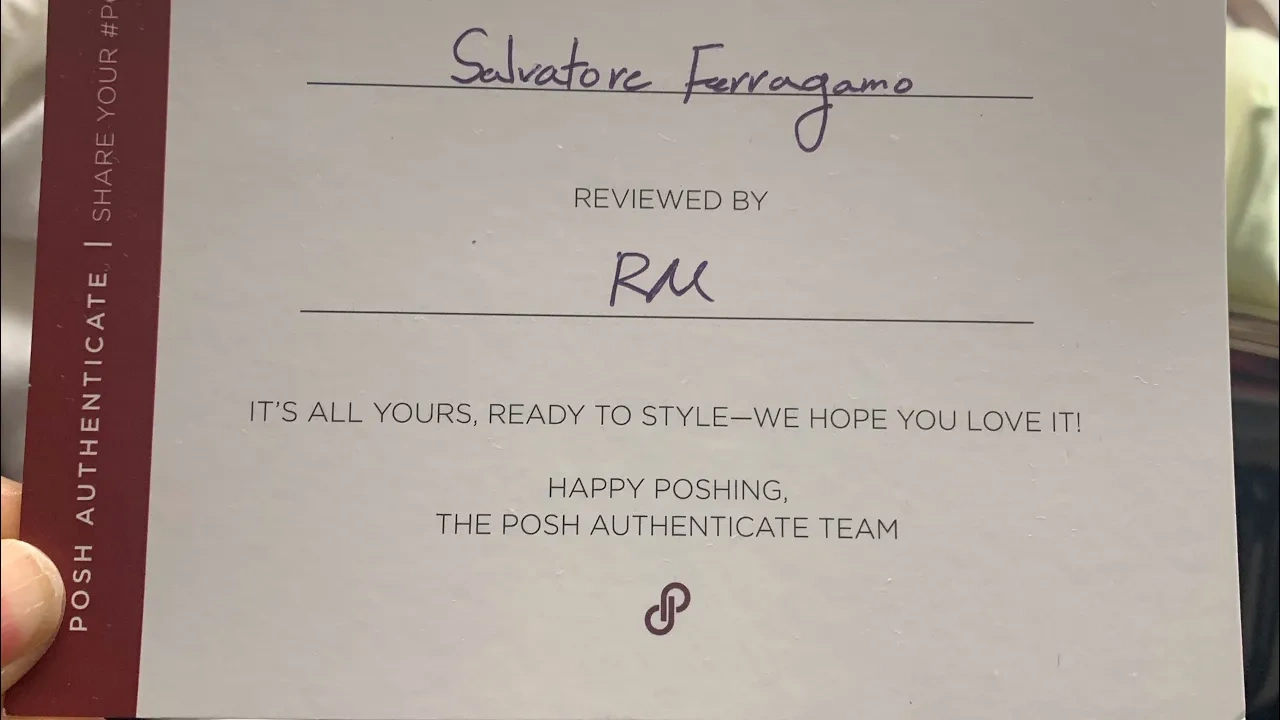 Salvatore Ferragamo
REVIEWED BY
RM
IT'S ALL YOURS, READY TO STYLE—WE HOPE YOU LOVE IT!
HAPPY POSHING,
THE POSH AUTHENTICATE TEAM
POSH AUTHENTICATE | SHARE YOUR